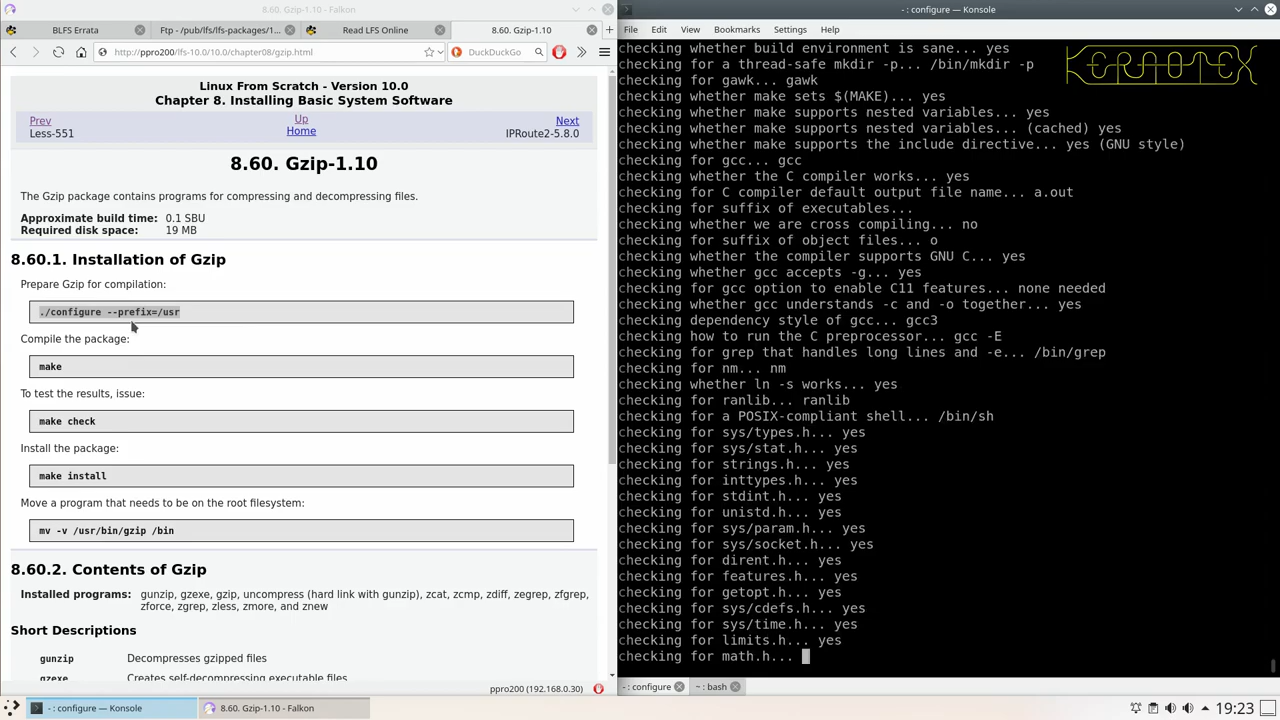 8.60. Gzip-1.10 — Falkon
BLFS Errata
Ftp - /pub/lfs/lfs-packages/1...
Read LFS Online
8.60. Gzip-1.10
http://ppro200/lfs-10.0/10.0/chapter08/gzip.html
DuckDuckGo
Linux From Scratch - Version 10.0
Chapter 8. Installing Basic System Software
Prev
Up
Next
Less-551
Home
IPRoute2-5.8.0
8.60. Gzip-1.10
The Gzip package contains programs for compressing and decompressing files.
Approximate build time: 0.1 SBU
Required disk space: 19 MB
8.60.1. Installation of Gzip
Prepare Gzip for compilation:
./configure --prefix=/usr
Compile the package:
make
To test the results, issue:
make check
Install the package:
make install
Move a program that needs to be on the root filesystem:
mv -v /usr/bin/gzip /bin
8.60.2. Contents of Gzip
Installed programs: gunzip, gzexe, gzip, uncompress (hard link with gunzip), zcat, zcmp, zdiff, zegrep, zfgrep,
zforce, zgrep, zless, zmore, and znew
Short Descriptions
gunzip Decompresses gzipped files
gzexe Creates self-decompressing executable files
ppro200 (192.168.0.30)
- : configure — Konsole
File Edit View Bookmarks Settings Help
KERAOTEX
checking whether build environment is sane... yes
checking for a thread-safe mkdir -p... /bin/mkdir -p
checking for gawk... gawk
checking whether make sets $(MAKE)... yes
checking whether make supports nested variables... yes
checking whether make supports nested variables... (cached) yes
checking whether make supports the include directive... yes (GNU style)
checking for gcc... gcc
checking whether the C compiler works... yes
checking for C compiler default output file name... a.out
checking for suffix of executables...
checking whether we are cross compiling... no
checking for suffix of object files... o
checking whether the compiler supports GNU C... yes
checking whether gcc accepts -g... yes
checking for gcc option to enable C11 features... none needed
checking whether gcc understands -c and -o together... yes
checking dependency style of gcc... gcc3
checking how to run the C preprocessor... gcc -E
checking for grep that handles long lines and -e... /bin/grep
checking for nm... nm
checking whether ln -s works... yes
checking for ranlib... ranlib
checking for a POSIX-compliant shell... /bin/sh
checking for sys/types.h... yes
checking for sys/stat.h... yes
checking for strings.h... yes
checking for inttypes.h... yes
checking for stdint.h... yes
checking for unistd.h... yes
checking for sys/param.h... yes
checking for sys/socket.h... yes
checking for dirent.h... yes
checking for features.h... yes
checking for getopt.h... yes
checking for sys/cdefs.h... yes
checking for sys/time.h... yes
checking for limits.h... yes
checking for math.h...
- : configure
~ : bash
- : configure — Konsole
8.60. Gzip-1.10 — Falkon
19:23